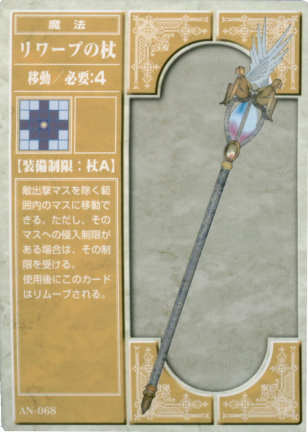 魔法
リワープの杖
移動／必要:4
【装備制限：杖A】
敵出撃マスを除く範
囲内のマスに移動で
きる。ただし、その
マスへの侵入制限が
ある場合は、その制
限を受ける。
使用後にこのカード
はリムーブされる。
AN-068